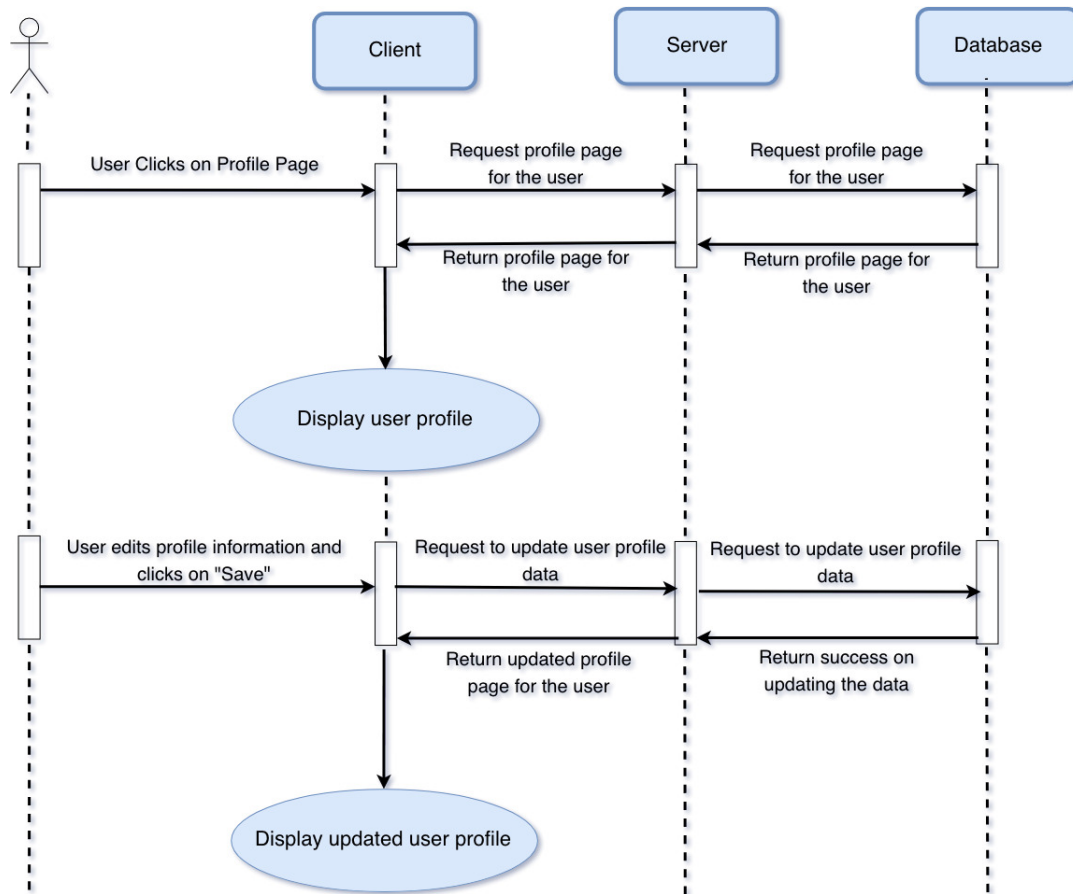 Client
Server
Database
User Clicks on Profile Page
Request profile page
for the user
Request profile page
for the user
Return profile page for
the user
Return profile page for
the user
Display user profile
User edits profile information and
clicks on "Save"
Request to update user profile
data
Request to update user profile
data
Return updated profile
page for the user
Return success on
updating the data
Display updated user profile